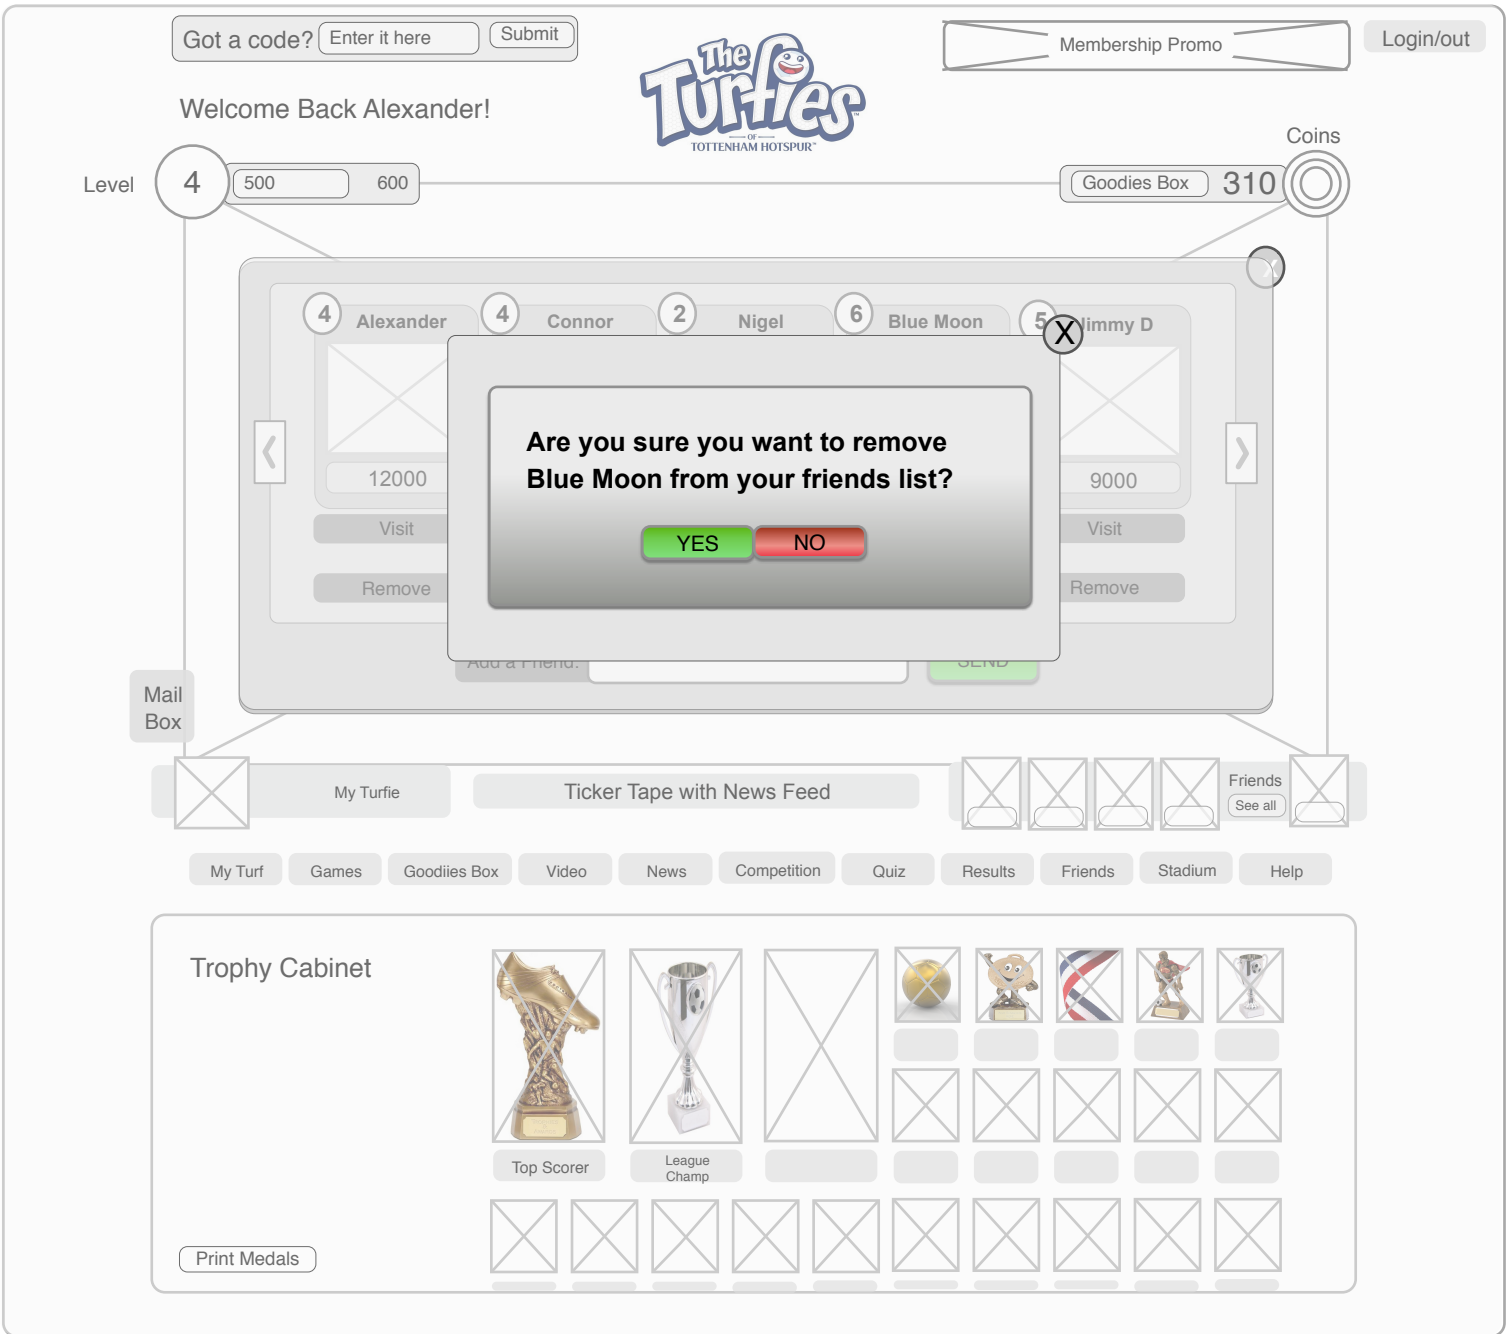 Got a code?
Enter it here
Submit
The
Turfies
OF
TOTTENHAM HOTSPUR™
Membership Promo
Login/out
Welcome Back Alexander!
Coins
Level
4
500
600
Goodies Box
310
X
4
Alexander
4
Connor
2
Nigel
6
Blue Moon
5
Jimmy D
X
Are you sure you want to remove
Blue Moon from your friends list?
YES
NO
12000
9000
Visit
Visit
Remove
Remove
Add a Friend:
SEND
Mail
Box
My Turfie
Ticker Tape with News Feed
Friends
See all
My Turf
Games
Goodiies Box
Video
News
Competition
Quiz
Results
Friends
Stadium
Help
Trophy Cabinet
Top Scorer
League
Champ
Print Medals